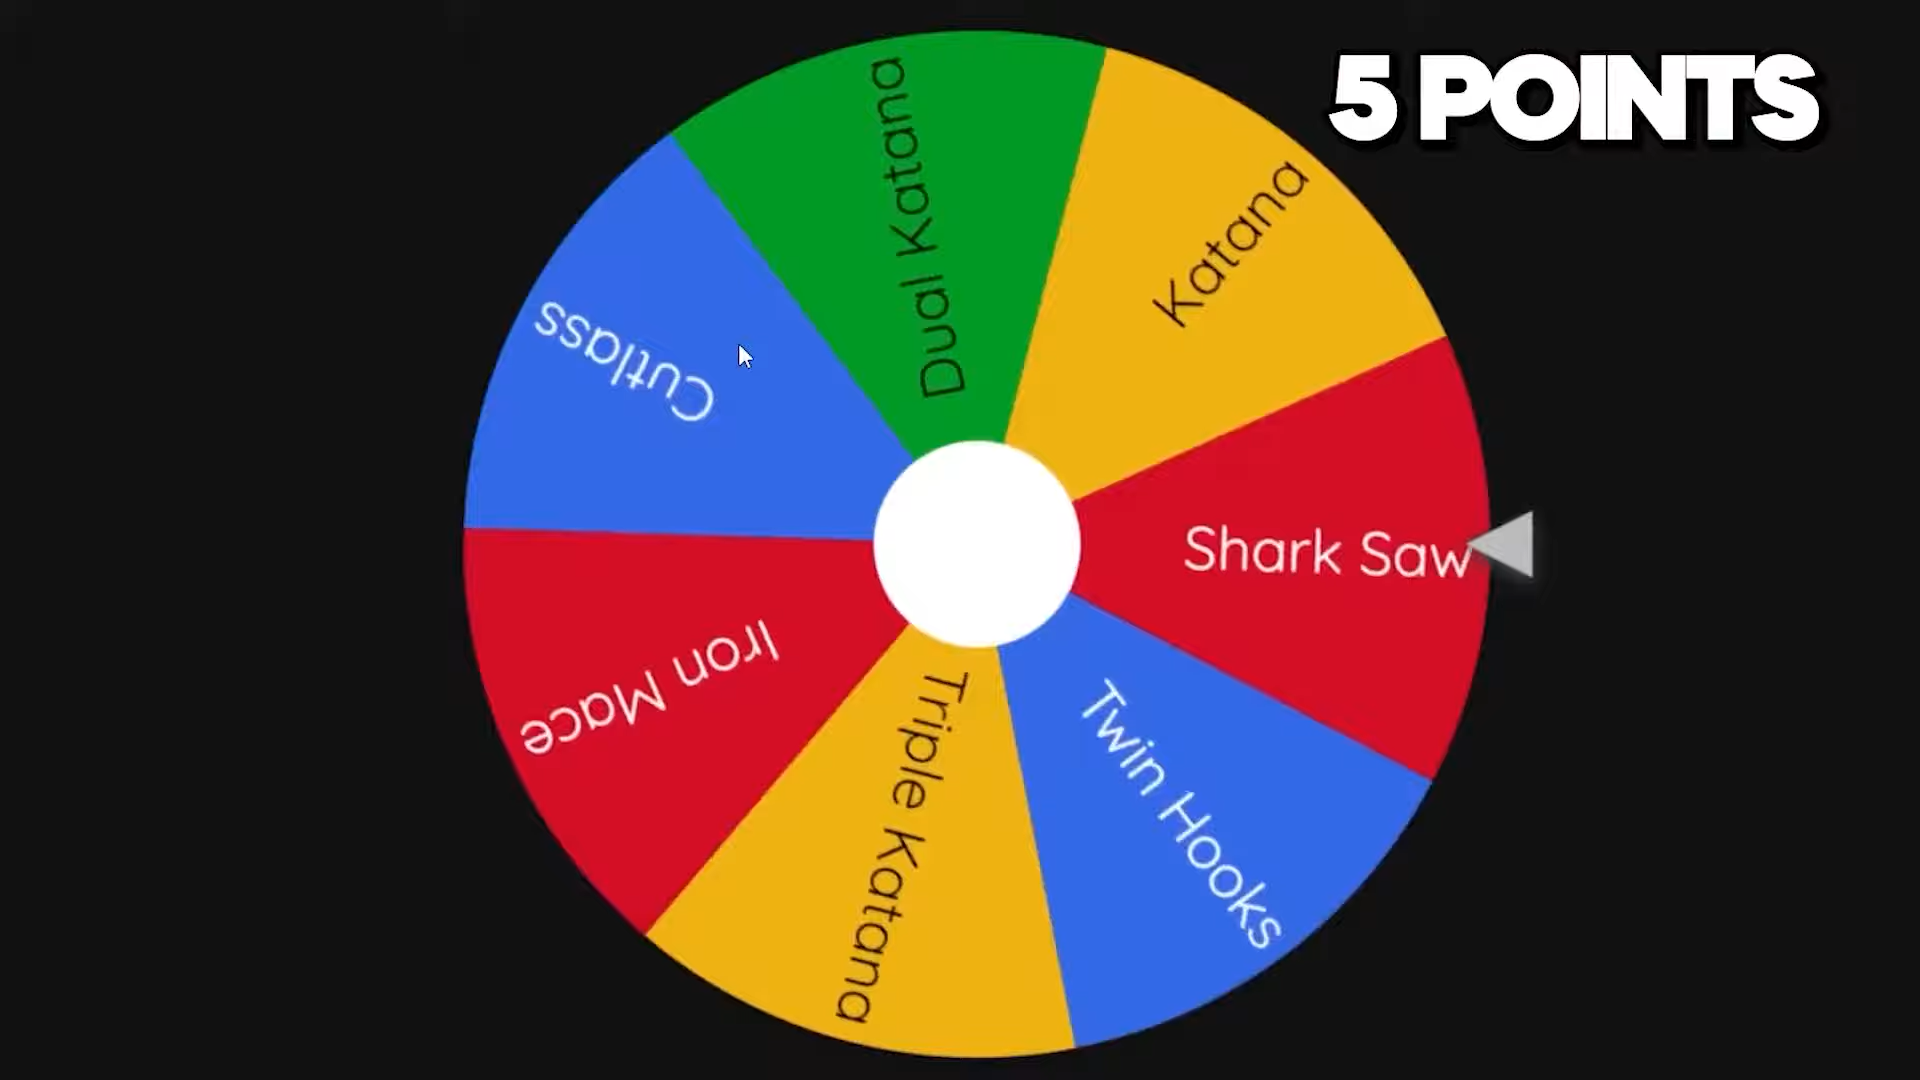 5 POINTS
Dual Katana
Katana
Cutlass
Shark Saw
Iron Mace
Twin Hooks
Triple Katana